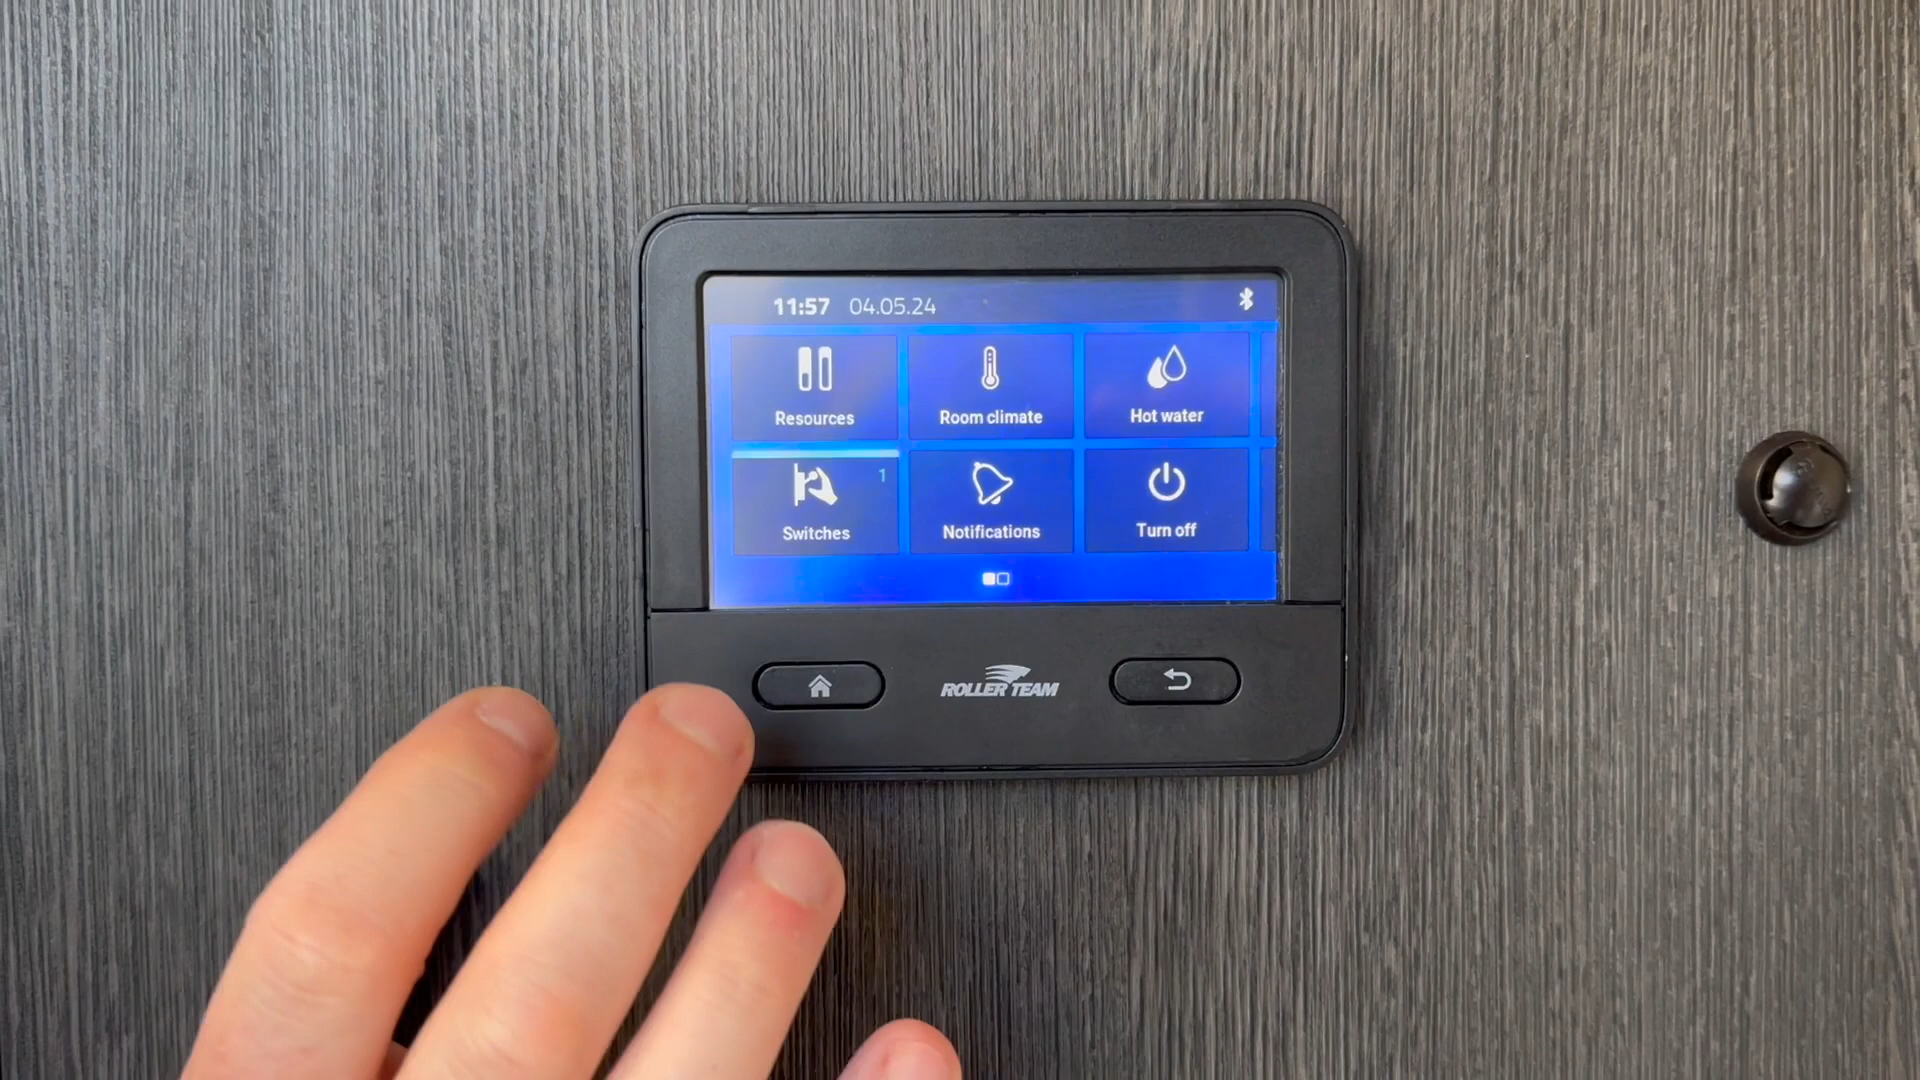 11:57 04.05.24
Resources
Room climate
Hot water
1
Switches
Notifications
Turn off
ROLLER TEAM